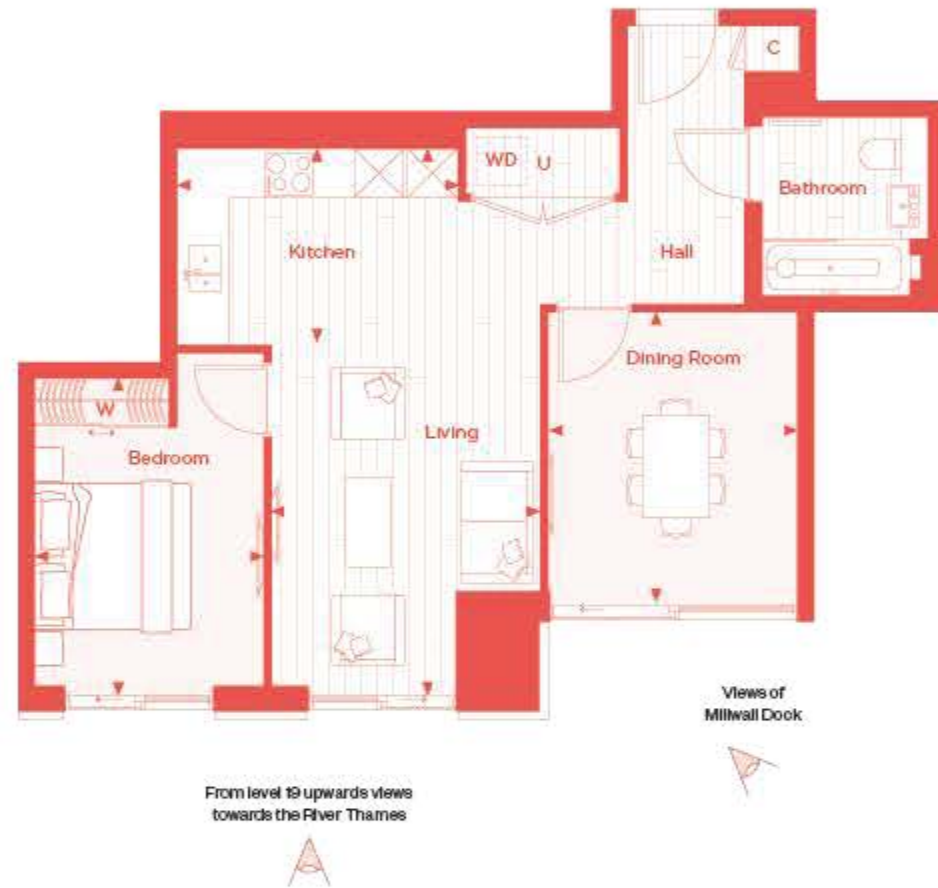 C
WD
U
Bathroom
Kitchen
Hall
Dining Room
W
Living
Bedroom
Views of
Millwall Dock
From level 19 upwards views
towards the River Thames